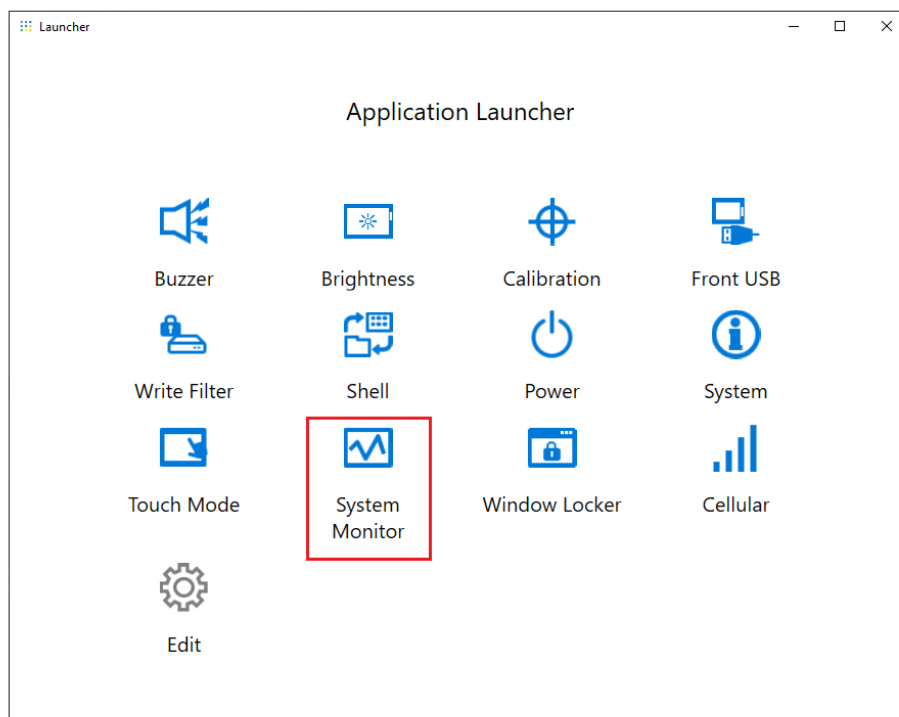 Launcher
Application Launcher
Buzzer
Brightness
Calibration
Front USB
Write Filter
Shell
Power
System
Touch Mode
System
Monitor
Window Locker
Cellular
Edit